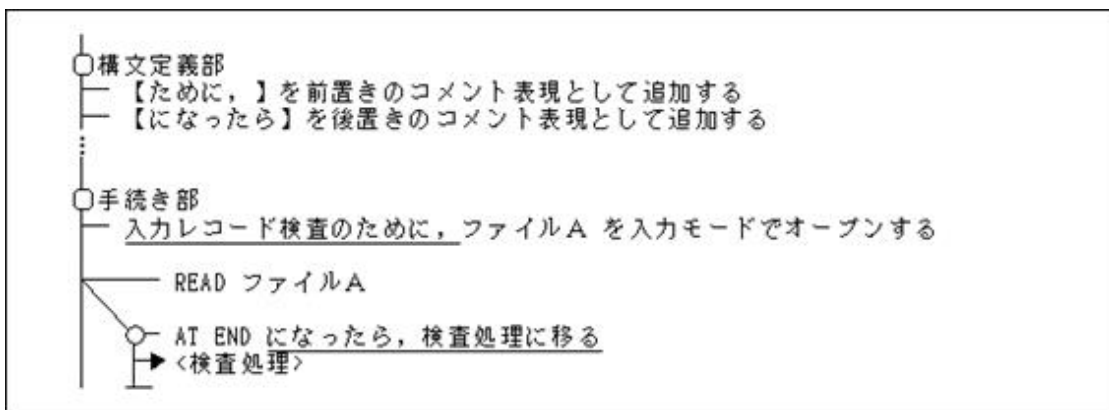 構文定義部
【ために，】を前置きのコメント表現として追加する
【になったら】を後置きのコメント表現として追加する
手続き部
入力レコード検査のために，ファイルA を入力モードでオープンする
READ ファイルA
AT END になったら，検査処理に移る
<検査処理>